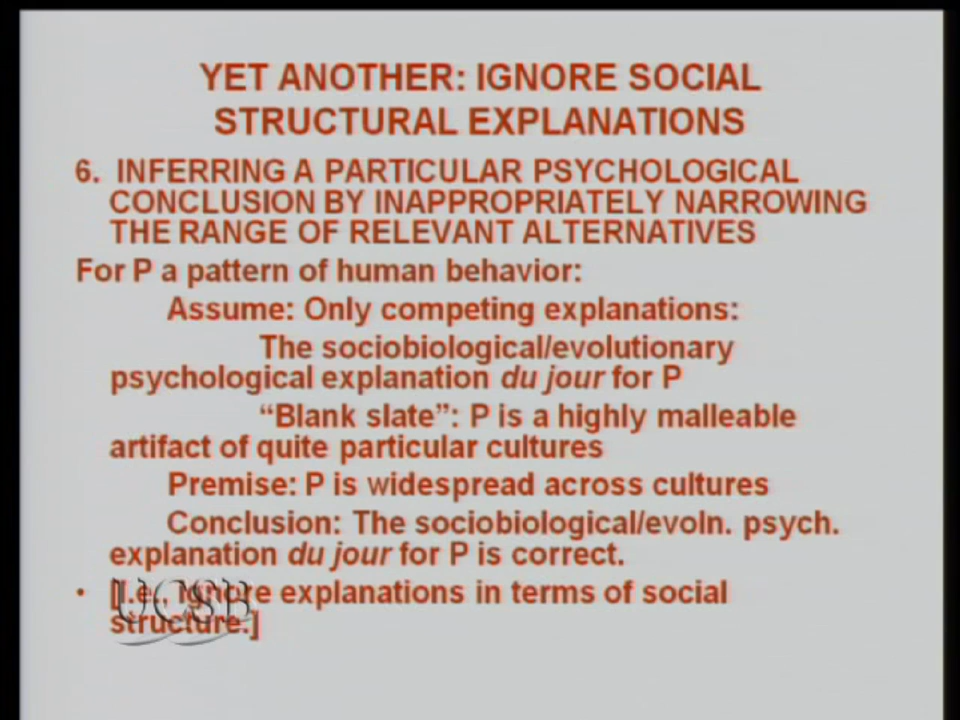 YET ANOTHER: IGNORE SOCIAL
STRUCTURAL EXPLANATIONS
6. INFERRING A PARTICULAR PSYCHOLOGICAL
CONCLUSION BY INAPPROPRIATELY NARROWING
THE RANGE OF RELEVANT ALTERNATIVES
For P a pattern of human behavior:
Assume: Only competing explanations:
The sociobiological/evolutionary
psychological explanation du jour for P
“Blank slate”: P is a highly malleable
artifact of quite particular cultures
Premise: P is widespread across cultures
Conclusion: The sociobiological/evoln. psych.
explanation du jour for P is correct.
• [I.e., ignore explanations in terms of social
structure.]
UCSB